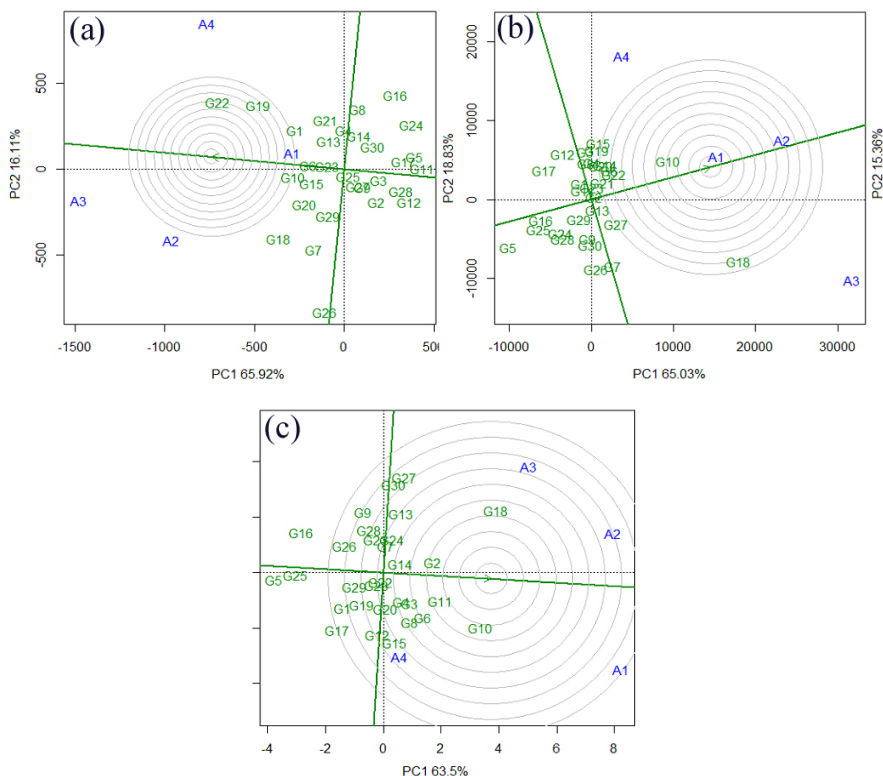 (a)
A4
G22
G19
G1
G21
G8
G16
G4
G24
G13
G14
G30
A1
G5
G23
G17
G11
G10
G15
G25
G3
G28
G20
G2
G12
G29
G18
A2
G7
G26
A3
500
0
-500
PC2 16.11%
-1500
-1000
-500
0
500
PC1 65.92%
(b)
A4
A2
A1
G10
G15
G12
G17
G22
G13
G16
G29
G27
G25
G24
G28
G5
G30
G26
G7
G18
A3
20000
10000
0
-10000
PC2 18.83%
-10000
0
10000
20000
30000
PC1 65.03%
PC2 15.36%
(c)
G27
G30
A3
G9
G13
G18
G16
G28
A2
G24
G26
G14
G2
G25
G5
G22
G29
G19
G1
G20
G11
G8
G6
G17
G12
G10
G15
A4
A1
-4
-2
0
2
4
6
8
PC1 63.5%